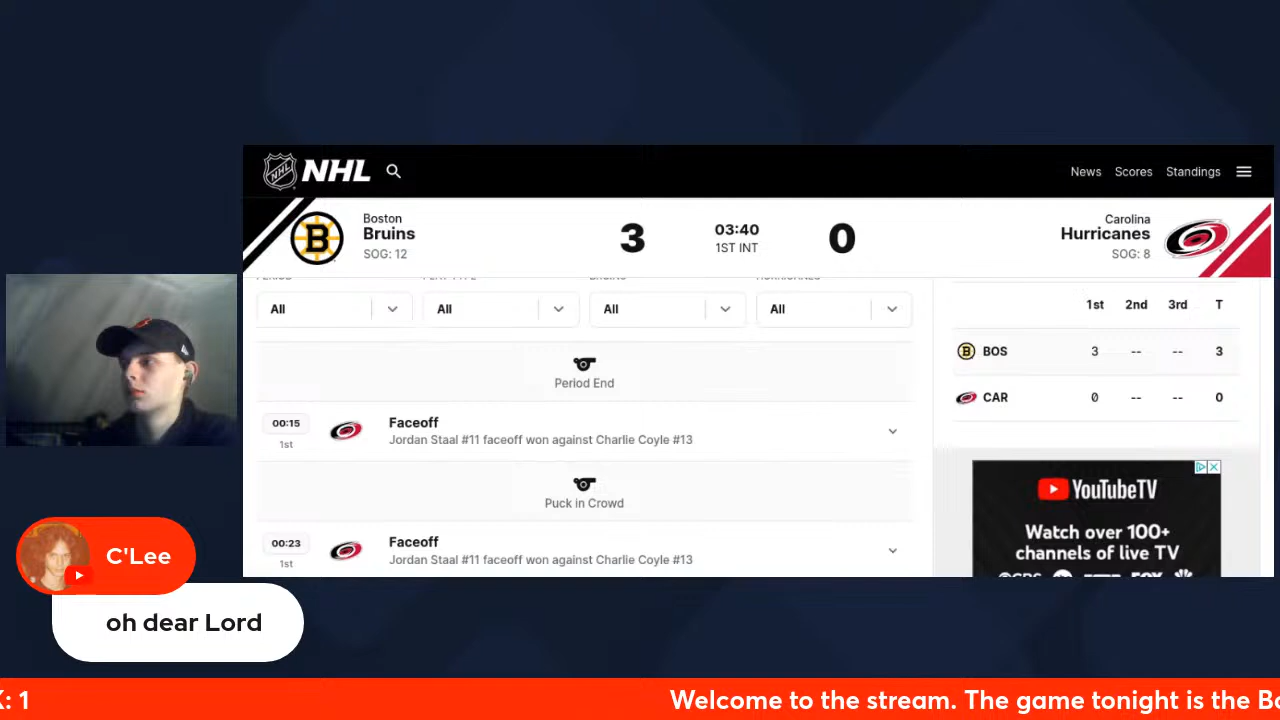 NHL
NHL
News Scores Standings
Boston
Bruins
SOG: 12
3
03:40
1ST INT
0
Carolina
Hurricanes
SOG: 8
B
All
All
All
All
Period End
00:15
1st
Faceoff
Jordan Staal #11 faceoff won against Charlie Coyle #13
Puck in Crowd
00:23
1st
Faceoff
Jordan Staal #11 faceoff won against Charlie Coyle #13
1st 2nd 3rd T
B BOS 3 -- -- 3
CAR 0 -- -- 0
YouTubeTV
Watch over 100+
channels of live TV
C'Lee
oh dear Lord
: 1
Welcome to the stream. The game tonight is the